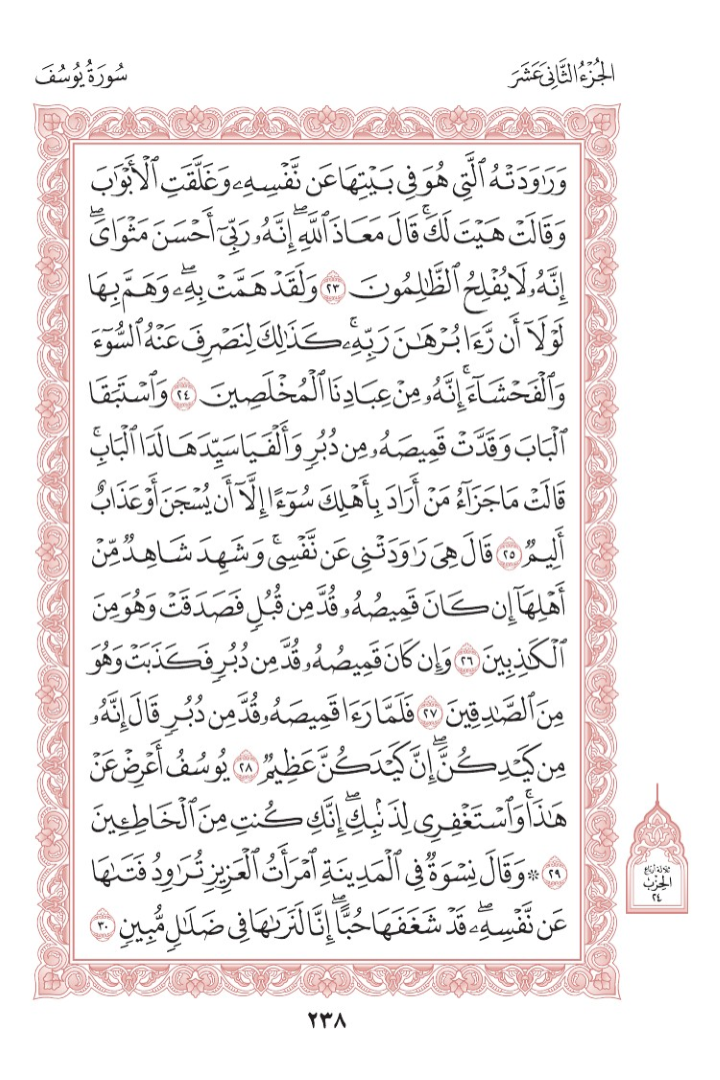 الجُزْءُ الثَّانِيَ عَشَرَ
سُورَةُ يُوسُفَ
وَرَٰوَدَتْهُ ٱلَّتِي هُوَ فِي بَيْتِهَا عَن نَّفْسِهِۦ وَغَلَّقَتِ ٱلْأَبْوَٰبَ
وَقَالَتْ هَيْتَ لَكَۚ قَالَ مَعَاذَ ٱللَّهِۖ إِنَّهُۥ رَبِّيٓ أَحْسَنَ مَثْوَايَۖ
إِنَّهُۥ لَا يُفْلِحُ ٱلظَّٰلِمُونَ ٢٣ وَلَقَدْ هَمَّتْ بِهِۦۖ وَهَمَّ بِهَا
لَوْلَآ أَن رَّءَا بُرْهَٰنَ رَبِّهِۦۚ كَذَٰلِكَ لِنَصْرِفَ عَنْهُ ٱلسُّوٓءَ
وَٱلْفَحْشَآءَۚ إِنَّهُۥ مِنْ عِبَادِنَا ٱلْمُخْلَصِينَ ٢٤ وَٱسْتَبَقَا
ٱلْبَابَ وَقَدَّتْ قَمِيصَهُۥ مِن دُبُرٍ وَأَلْفَيَا سَيِّدَهَا لَدَا ٱلْبَابِۚ
قَالَتْ مَا جَزَآءُ مَنْ أَرَادَ بِأَهْلِكَ سُوٓءًا إِلَّآ أَن يُسْجَنَ أَوْ عَذَابٌ
أَلِيمٌ ٢٥ قَالَ هِيَ رَٰوَدَتْنِي عَن نَّفْسِيۚ وَشَهِدَ شَاهِدٌ مِّنْ
أَهْلِهَآ إِن كَانَ قَمِيصُهُۥ قُدَّ مِن قُبُلٍ فَصَدَقَتْ وَهُوَ مِنَ
ٱلْكَٰذِبِينَ ٢٦ وَإِن كَانَ قَمِيصُهُۥ قُدَّ مِن دُبُرٍ فَكَذَبَتْ وَهُوَ
مِنَ ٱلصَّٰدِقِينَ ٢٧ فَلَمَّا رَءَا قَمِيصَهُۥ قُدَّ مِن دُبُرٍ قَالَ إِنَّهُۥ
مِن كَيْدِكُنَّۖ إِنَّ كَيْدَكُنَّ عَظِيمٌ ٢٨ يُوسُفُ أَعْرِضْ عَنْ
هَٰذَاۚ وَٱسْتَغْفِرِي لِذَنۢبِكِۖ إِنَّكِ كُنتِ مِنَ ٱلْخَاطِـِٔينَ
٢٩ ۞ وَقَالَ نِسْوَةٌ فِي ٱلْمَدِينَةِ ٱمْرَأَتُ ٱلْعَزِيزِ تُرَٰوِدُ فَتَىٰهَا
عَن نَّفْسِهِۦۖ قَدْ شَغَفَهَا حُبًّاۖ إِنَّا لَنَرَىٰهَا فِي ضَلَٰلٍ مُّبِينٍ ٣٠
ثلاثة أرباع
الحزب
٢٤
٢٣٨